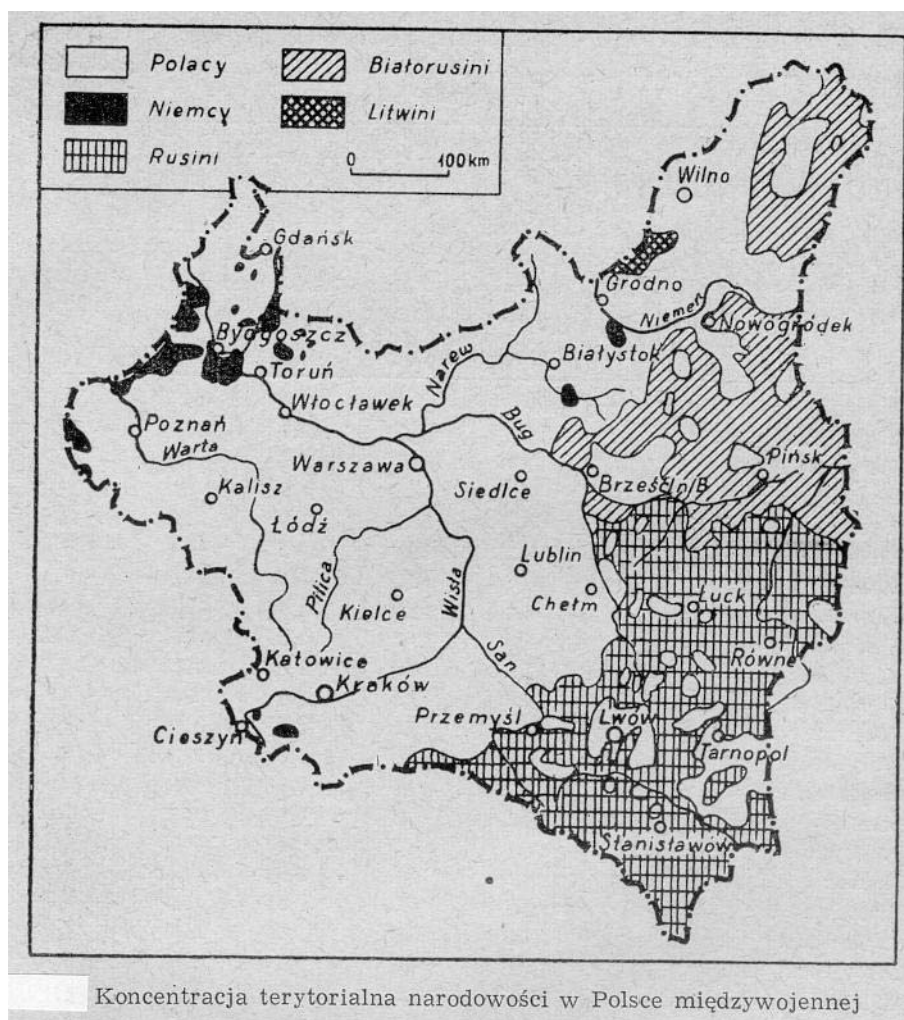 Polacy
Niemcy
Rusini
Białorusini
Litwini
0 100 km
Wilno
Gdańsk
Grodno
Niemen
Nowogródek
Bydgoszcz
Toruń
Białystok
Narew
Włocławek
Bug
Poznań
Warta
Warszawa
Siedlce
Brześć n/B
Pińsk
Kalisz
Łódź
Lublin
Pilica
Wisła
Chełm
Łuck
Kielce
Równe
San
Katowice
Kraków
Przemyśl
Lwów
Cieszyn
Tarnopol
Stanisławów
Koncentracja terytorialna narodowości w Polsce międzywojennej